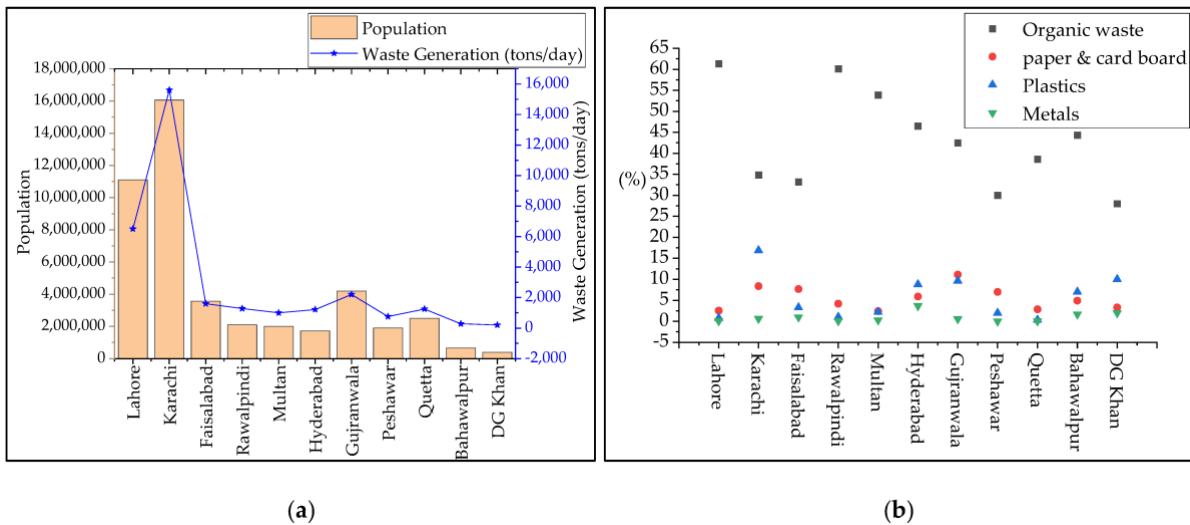 Population
Waste Generation (tons/day)
18,000,000
16,000,000
14,000,000
12,000,000
10,000,000
8,000,000
6,000,000
4,000,000
2,000,000
0
Population
16,000
14,000
12,000
10,000
8,000
6,000
4,000
2,000
0
-2,000
Waste Generation (tons/day)
Lahore
Karachi
Faisalabad
Rawalpindi
Multan
Hyderabad
Gujranwala
Peshawar
Quetta
Bahawalpur
DG Khan
(a)
Organic waste
paper & card board
Plastics
Metals
65
60
55
50
45
40
35
30
25
20
15
10
5
0
-5
(%)
Lahore
Karachi
Faisalabad
Rawalpindi
Multan
Hyderabad
Gujranwala
Peshawar
Quetta
Bahawalpur
DG Khan
(b)